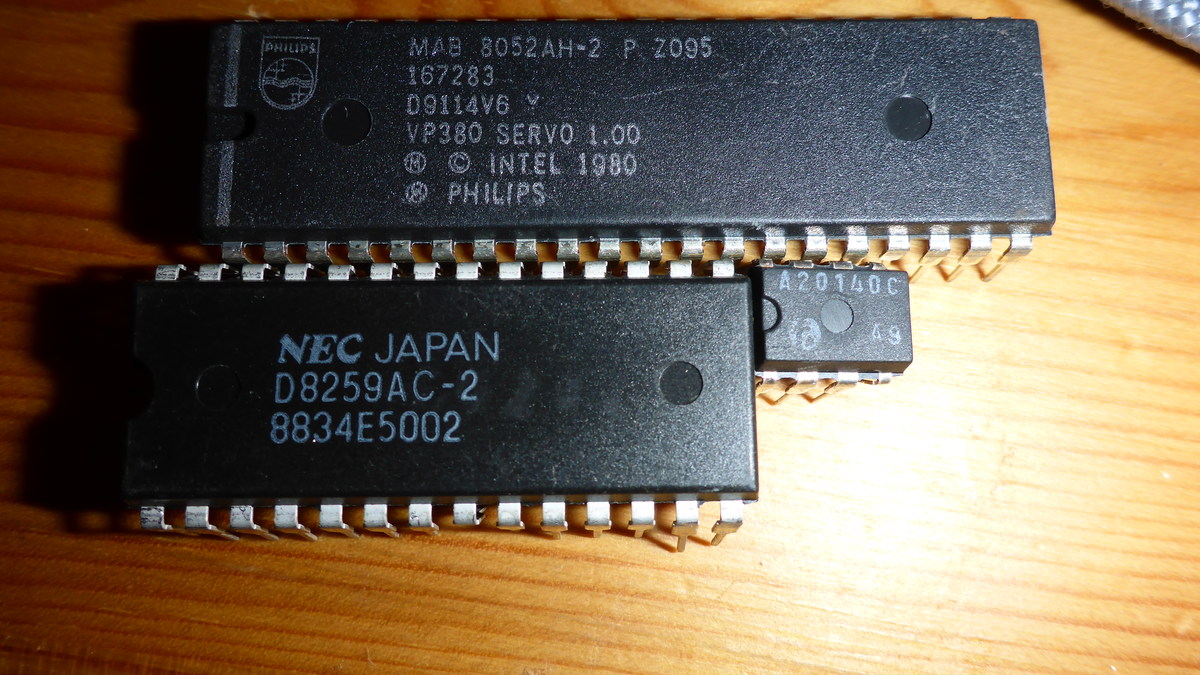 PHILIPS
MAB 8052AH-2 P Z095
167283
D9114V6 Y
VP380 SERVO 1.00
Ⓜ © INTEL 1980
Ⓜ PHILIPS
NEC JAPAN
D8259AC-2
8834E5002
A20140C
48